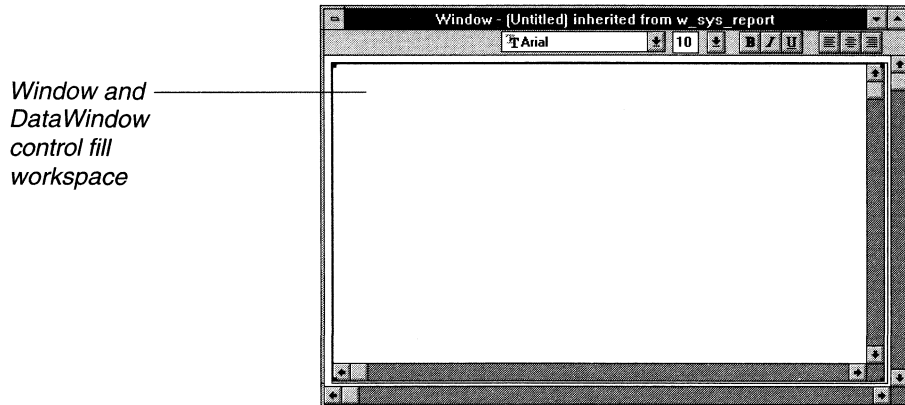 Window - (Untitled) inherited from w_sys_report
Arial 10 B I U
Window and
DataWindow
control fill
workspace